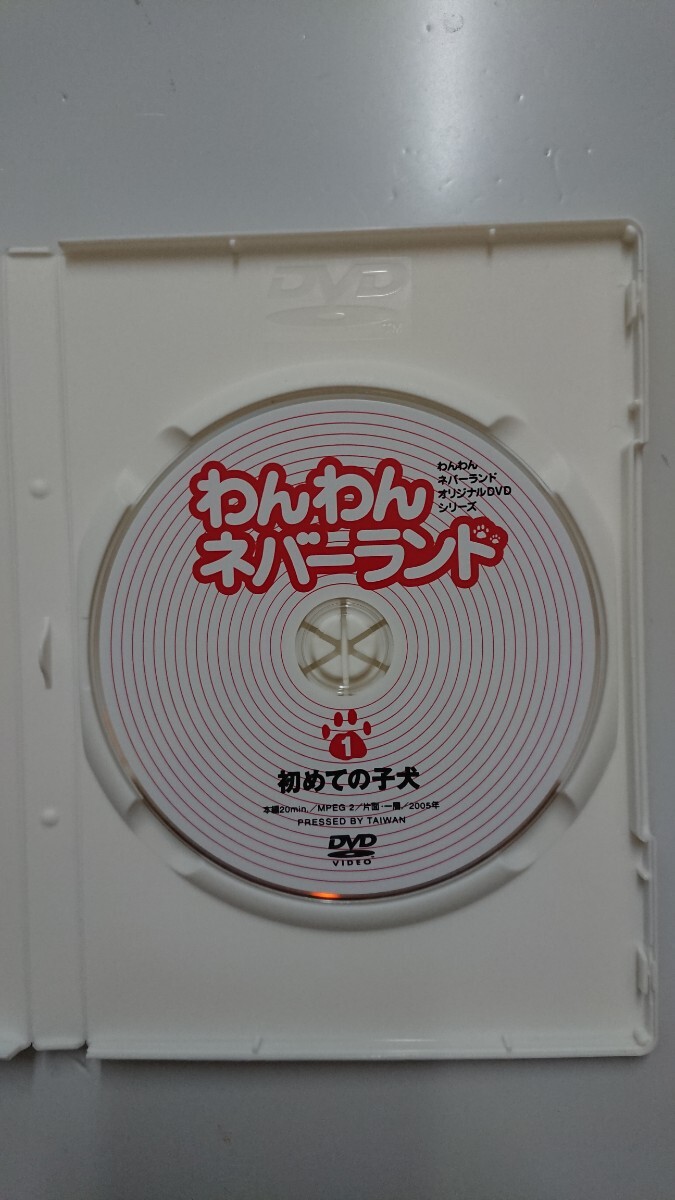 DVD
わんわん
ネバーランド
わんわん
ネバーランド
オリジナルDVD
シリーズ
1
初めての子犬
本編20min.／MPEG 2／片面・一層／2005年
PRESSED BY TAIWAN
DVD
VIDEO